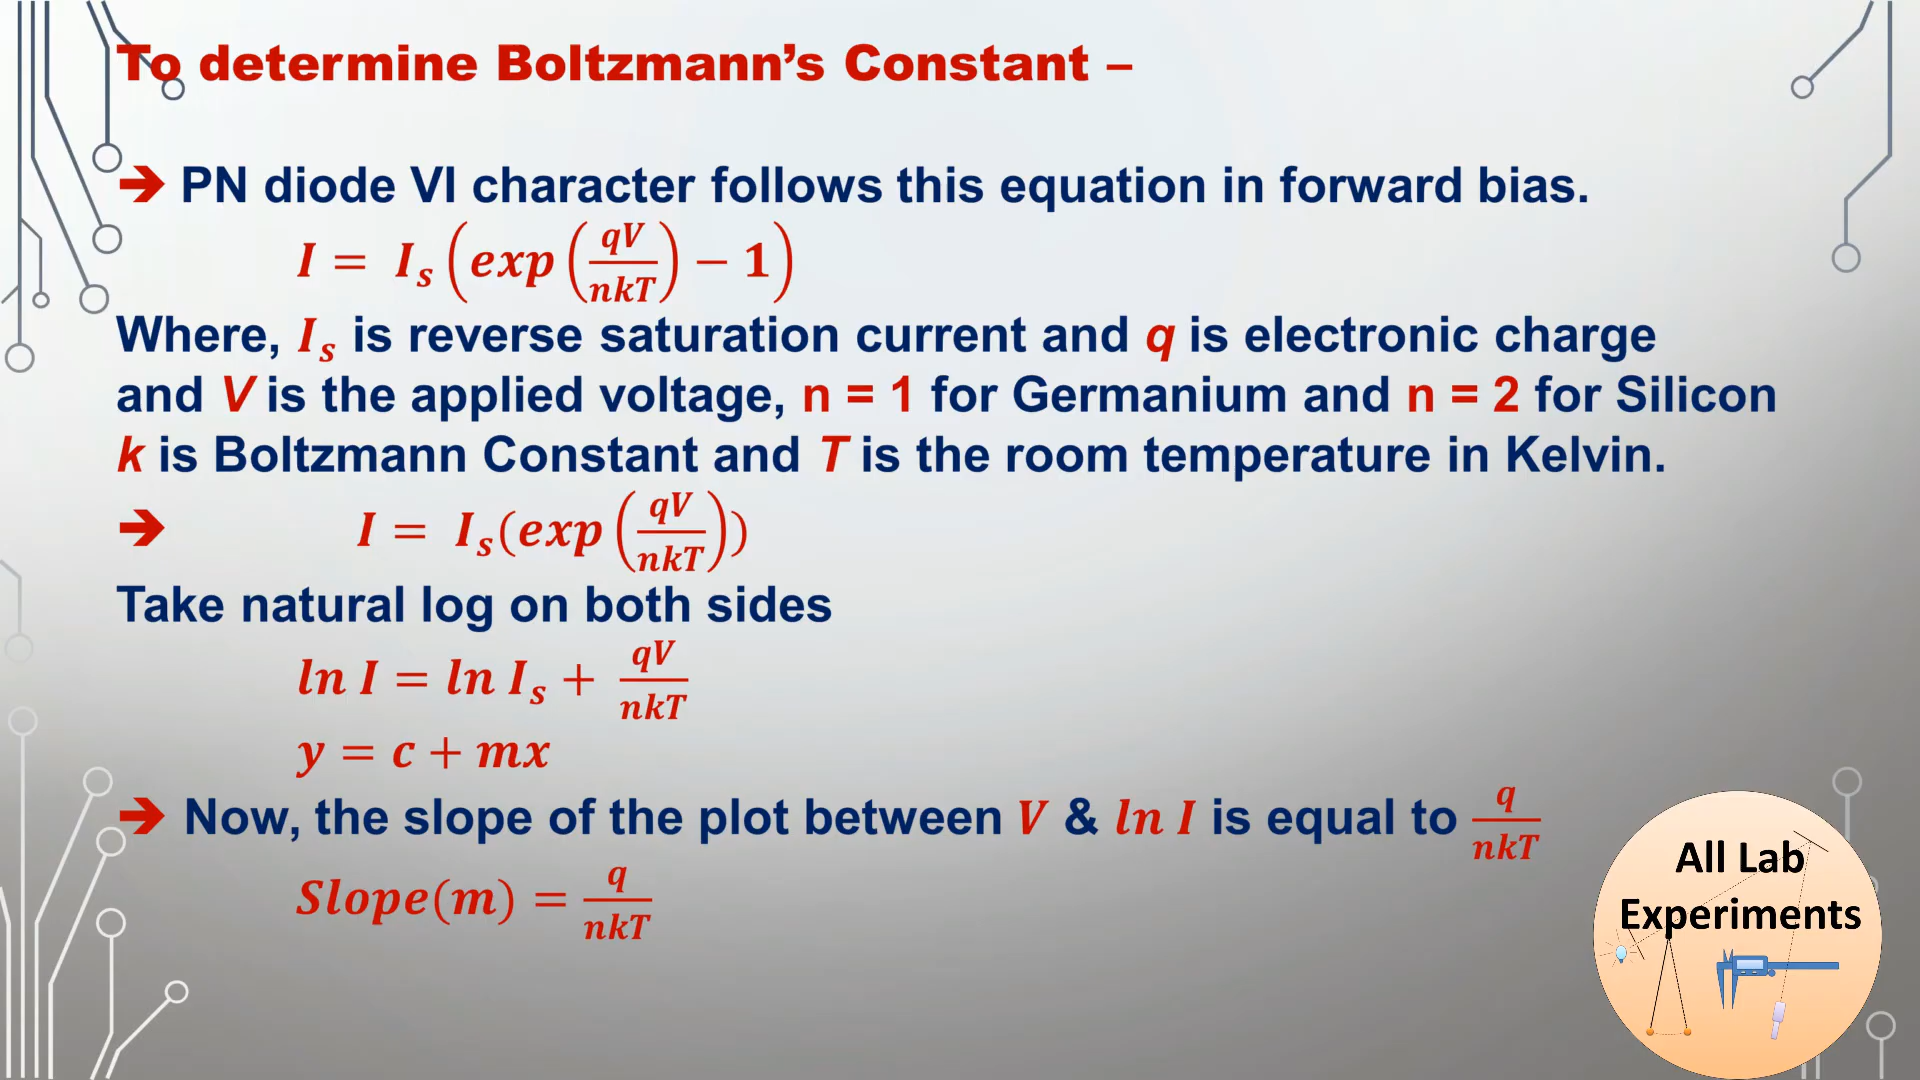 To determine Boltzmann’s Constant –
➔ PN diode VI character follows this equation in forward bias.
I = I_s (exp (qV/nkT) − 1)
Where, I_s is reverse saturation current and q is electronic charge
and V is the applied voltage, n = 1 for Germanium and n = 2 for Silicon
k is Boltzmann Constant and T is the room temperature in Kelvin.
➔ I = I_s(exp (qV/nkT))
Take natural log on both sides
ln I = ln I_s + qV/nkT
y = c + mx
➔ Now, the slope of the plot between V & ln I is equal to q/nkT
Slope(m) = q/nkT
All Lab
Experiments